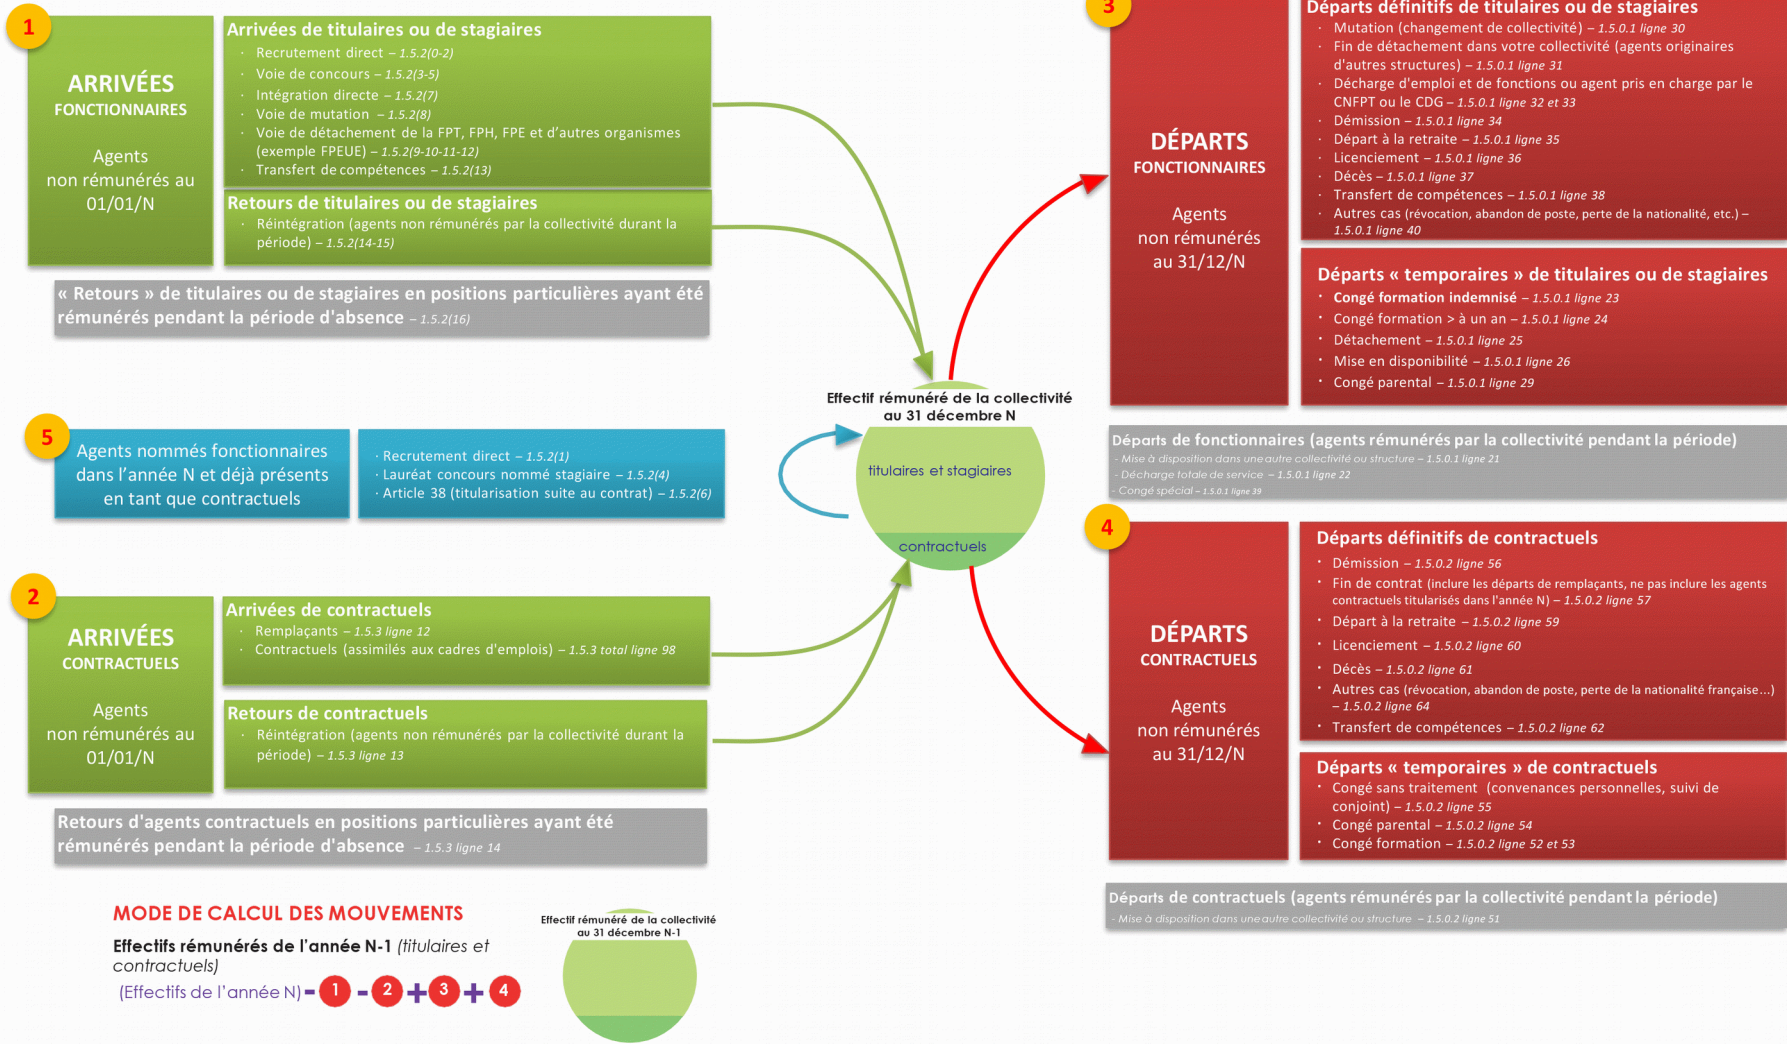 1
ARRIVÉES
FONCTIONNAIRES
Agents
non rémunérés au
01/01/N
Arrivées de titulaires ou de stagiaires
· Recrutement direct – 1.5.2(0-2)
· Voie de concours – 1.5.2(3-5)
· Intégration directe – 1.5.2(7)
· Voie de mutation – 1.5.2(8)
· Voie de détachement de la FPT, FPH, FPE et d'autres organismes
(exemple FPEUE) – 1.5.2(9-10-11-12)
· Transfert de compétences – 1.5.2(13)
Retours de titulaires ou de stagiaires
· Réintégration (agents non rémunérés par la collectivité durant la
période) – 1.5.2(14-15)
« Retours » de titulaires ou de stagiaires en positions particulières ayant été
rémunérés pendant la période d'absence – 1.5.2(16)
5
Agents nommés fonctionnaires
dans l'année N et déjà présents
en tant que contractuels
· Recrutement direct – 1.5.2(1)
· Lauréat concours nommé stagiaire – 1.5.2(4)
· Article 38 (titularisation suite au contrat) – 1.5.2(6)
2
ARRIVÉES
CONTRACTUELS
Agents
non rémunérés au
01/01/N
Arrivées de contractuels
· Remplaçants – 1.5.3 ligne 12
· Contractuels (assimilés aux cadres d'emplois) – 1.5.3 total ligne 98
Retours de contractuels
· Réintégration (agents non rémunérés par la collectivité durant la
période) – 1.5.3 ligne 13
Retours d'agents contractuels en positions particulières ayant été
rémunérés pendant la période d'absence – 1.5.3 ligne 14
MODE DE CALCUL DES MOUVEMENTS
Effectifs rémunérés de l'année N-1 (titulaires et
contractuels)
(Effectifs de l'année N) - 1 - 2 + 3 + 4
Effectif rémunéré de la collectivité
au 31 décembre N-1
Effectif rémunéré de la collectivité
au 31 décembre N
titulaires et stagiaires
contractuels
3
DÉPARTS
FONCTIONNAIRES
Agents
non rémunérés
au 31/12/N
Départs définitifs de titulaires ou de stagiaires
· Mutation (changement de collectivité) – 1.5.0.1 ligne 30
· Fin de détachement dans votre collectivité (agents originaires
d'autres structures) – 1.5.0.1 ligne 31
· Décharge d'emploi et de fonctions ou agent pris en charge par le
CNFPT ou le CDG – 1.5.0.1 ligne 32 et 33
· Démission – 1.5.0.1 ligne 34
· Départ à la retraite – 1.5.0.1 ligne 35
· Licenciement – 1.5.0.1 ligne 36
· Décès – 1.5.0.1 ligne 37
· Transfert de compétences – 1.5.0.1 ligne 38
· Autres cas (révocation, abandon de poste, perte de la nationalité, etc.) –
1.5.0.1 ligne 40
Départs « temporaires » de titulaires ou de stagiaires
· Congé formation indemnisé – 1.5.0.1 ligne 23
· Congé formation > à un an – 1.5.0.1 ligne 24
· Détachement – 1.5.0.1 ligne 25
· Mise en disponibilité – 1.5.0.1 ligne 26
· Congé parental – 1.5.0.1 ligne 29
Départs de fonctionnaires (agents rémunérés par la collectivité pendant la période)
- Mise à disposition dans une autre collectivité ou structure – 1.5.0.1 ligne 21
- Décharge totale de service – 1.5.0.1 ligne 22
- Congé spécial – 1.5.0.1 ligne 39
4
DÉPARTS
CONTRACTUELS
Agents
non rémunérés
au 31/12/N
Départs définitifs de contractuels
· Démission – 1.5.0.2 ligne 56
· Fin de contrat (inclure les départs de remplaçants, ne pas inclure les agents
contractuels titularisés dans l'année N) – 1.5.0.2 ligne 57
· Départ à la retraite – 1.5.0.2 ligne 59
· Licenciement – 1.5.0.2 ligne 60
· Décès – 1.5.0.2 ligne 61
· Autres cas (révocation, abandon de poste, perte de la nationalité française...)
– 1.5.0.2 ligne 64
· Transfert de compétences – 1.5.0.2 ligne 62
Départs « temporaires » de contractuels
· Congé sans traitement (convenances personnelles, suivi de
conjoint) – 1.5.0.2 ligne 55
· Congé parental – 1.5.0.2 ligne 54
· Congé formation – 1.5.0.2 ligne 52 et 53
Départs de contractuels (agents rémunérés par la collectivité pendant la période)
- Mise à disposition dans une autre collectivité ou structure – 1.5.0.2 ligne 51